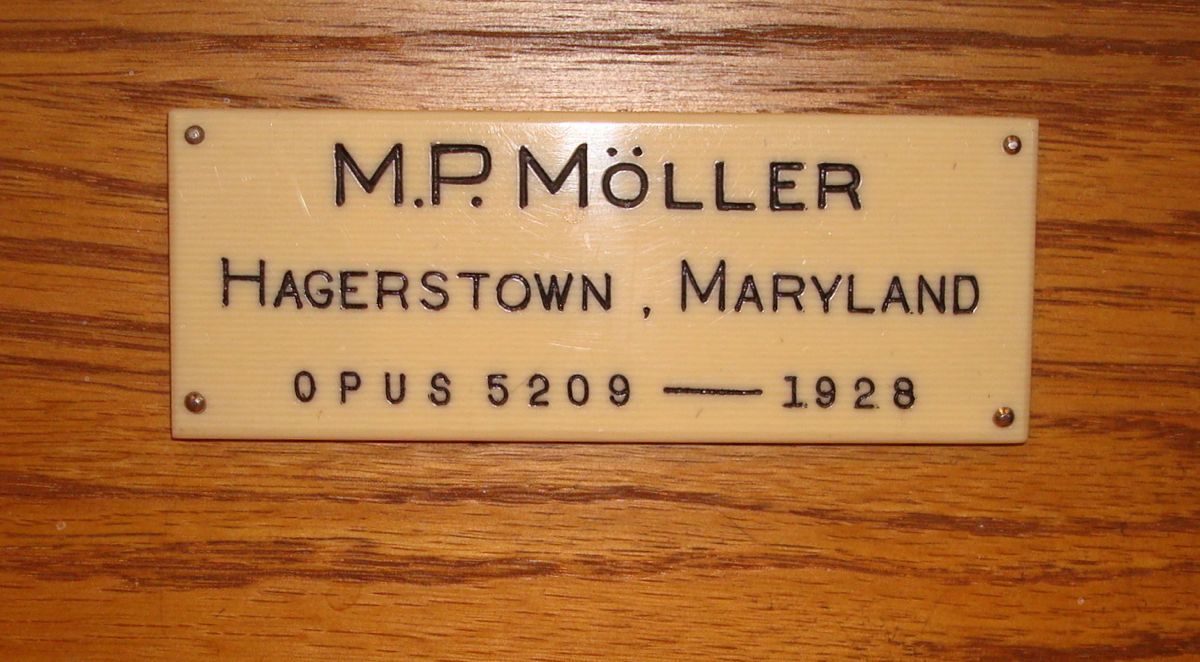 M.P. MÖLLER
HAGERSTOWN, MARYLAND
OPUS 5209 — 1928